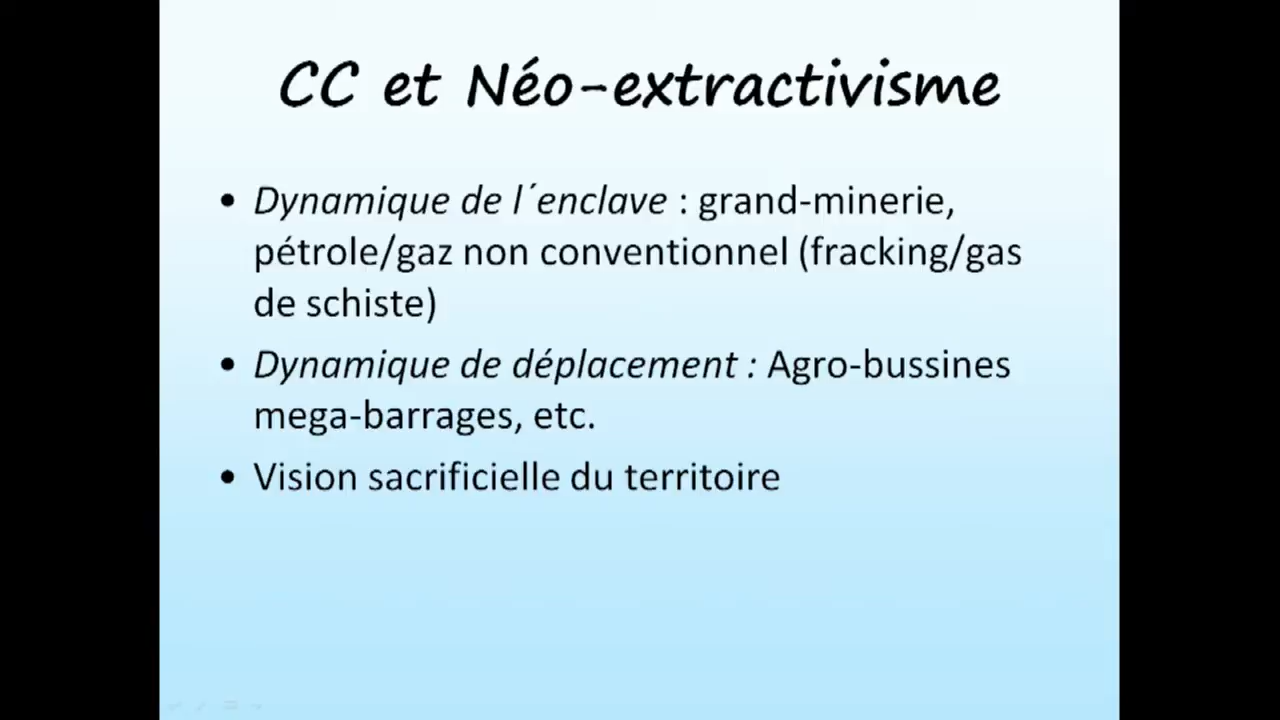 CC et Néo-extractivisme
• Dynamique de l´enclave : grand-minerie,
pétrole/gaz non conventionnel (fracking/gas
de schiste)
• Dynamique de déplacement : Agro-bussines
mega-barrages, etc.
• Vision sacrificielle du territoire